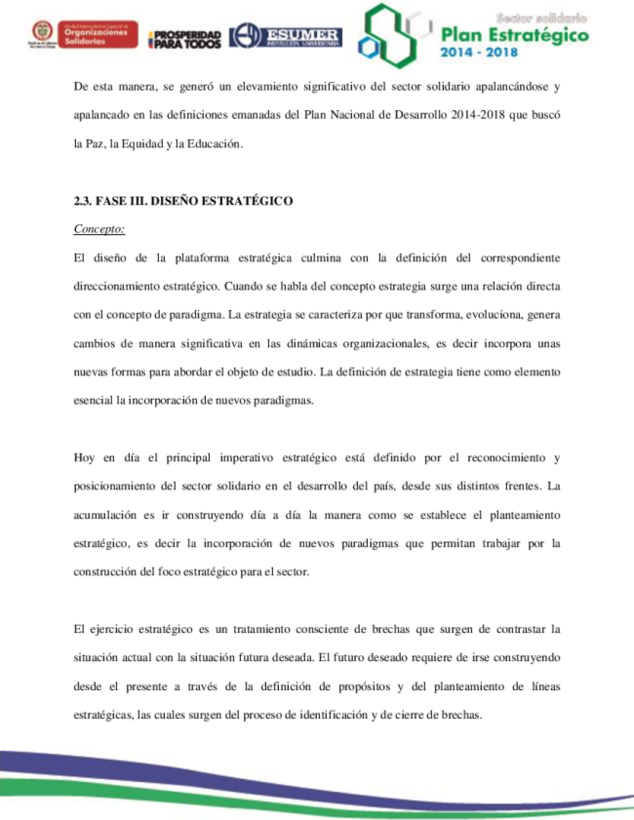 Unidad Administrativa Especial de
Organizaciones
Solidarias
PROSPERIDAD
PARA TODOS
ESUMER
INSTITUCIÓN UNIVERSITARIA
Sector solidario
Plan Estratégico
2014 - 2018
De esta manera, se generó un elevamiento significativo del sector solidario apalancándose y
apalancado en las definiciones emanadas del Plan Nacional de Desarrollo 2014-2018 que buscó
la Paz, la Equidad y la Educación.
2.3. FASE III. DISEÑO ESTRATÉGICO
Concepto:
El diseño de la plataforma estratégica culmina con la definición del correspondiente
direccionamiento estratégico. Cuando se habla del concepto estrategia surge una relación directa
con el concepto de paradigma. La estrategia se caracteriza por que transforma, evoluciona, genera
cambios de manera significativa en las dinámicas organizacionales, es decir incorpora unas
nuevas formas para abordar el objeto de estudio. La definición de estrategia tiene como elemento
esencial la incorporación de nuevos paradigmas.
Hoy en día el principal imperativo estratégico está definido por el reconocimiento y
posicionamiento del sector solidario en el desarrollo del país, desde sus distintos frentes. La
acumulación es ir construyendo día a día la manera como se establece el planteamiento
estratégico, es decir la incorporación de nuevos paradigmas que permitan trabajar por la
construcción del foco estratégico para el sector.
El ejercicio estratégico es un tratamiento consciente de brechas que surgen de contrastar la
situación actual con la situación futura deseada. El futuro deseado requiere de irse construyendo
desde el presente a través de la definición de propósitos y del planteamiento de líneas
estratégicas, las cuales surgen del proceso de identificación y de cierre de brechas.